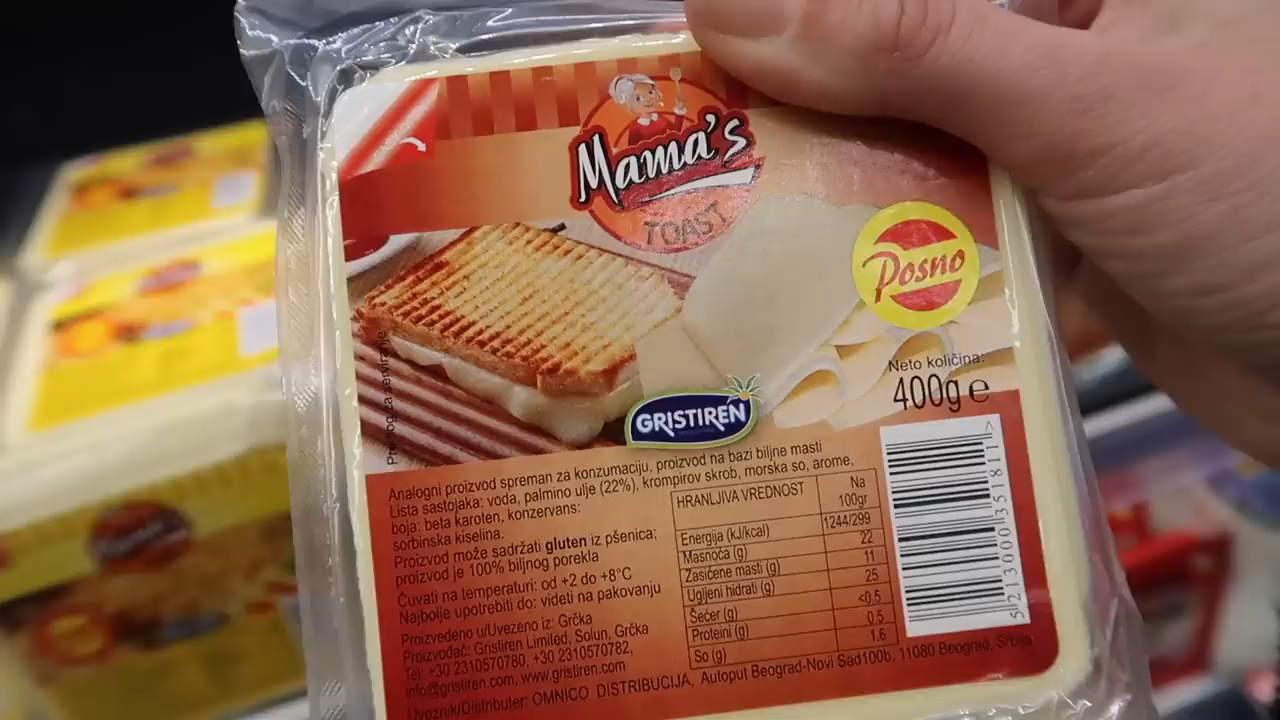 Mama's
TOAST
Posno
Neto količina:
400g e
GRISTIREN
Predlog za serviranje
Analogni proizvod spreman za konzumaciju, proizvod na bazi biljne masti
Lista sastojaka: voda, palmino ulje (22%), krompirov skrob, morska so, arome,
boja: beta karoten, konzervans:
sorbinska kiselina.
Proizvod može sadržati gluten iz pšenica;
proizvod je 100% biljnog porekla
Čuvati na temperaturi: od +2 do +8°C
Najbolje upotrebiti do: videti na pakovanju
Proizvedeno u/Uvezeno iz: Grčka
Proizvođač: Gristiren Limited, Solun, Grčka
Tel: +30 2310570780, +30 2310570782,
info@gristiren.com, www.gristiren.com
Uvoznik/Distributer: OMNICO DISTRIBUCIJA, Autoput Beograd-Novi Sad100b, 11080 Beograd, Srbija
HRANLJIVA VREDNOST Na 100gr
Energija (kJ/kcal) 1244/299
Masnoća (g) 22
Zasićene masti (g) 11
Ugljeni hidrati (g) 25
Šećer (g) <0.5
Proteini (g) 0.5
So (g) 1.6
5213000351811>